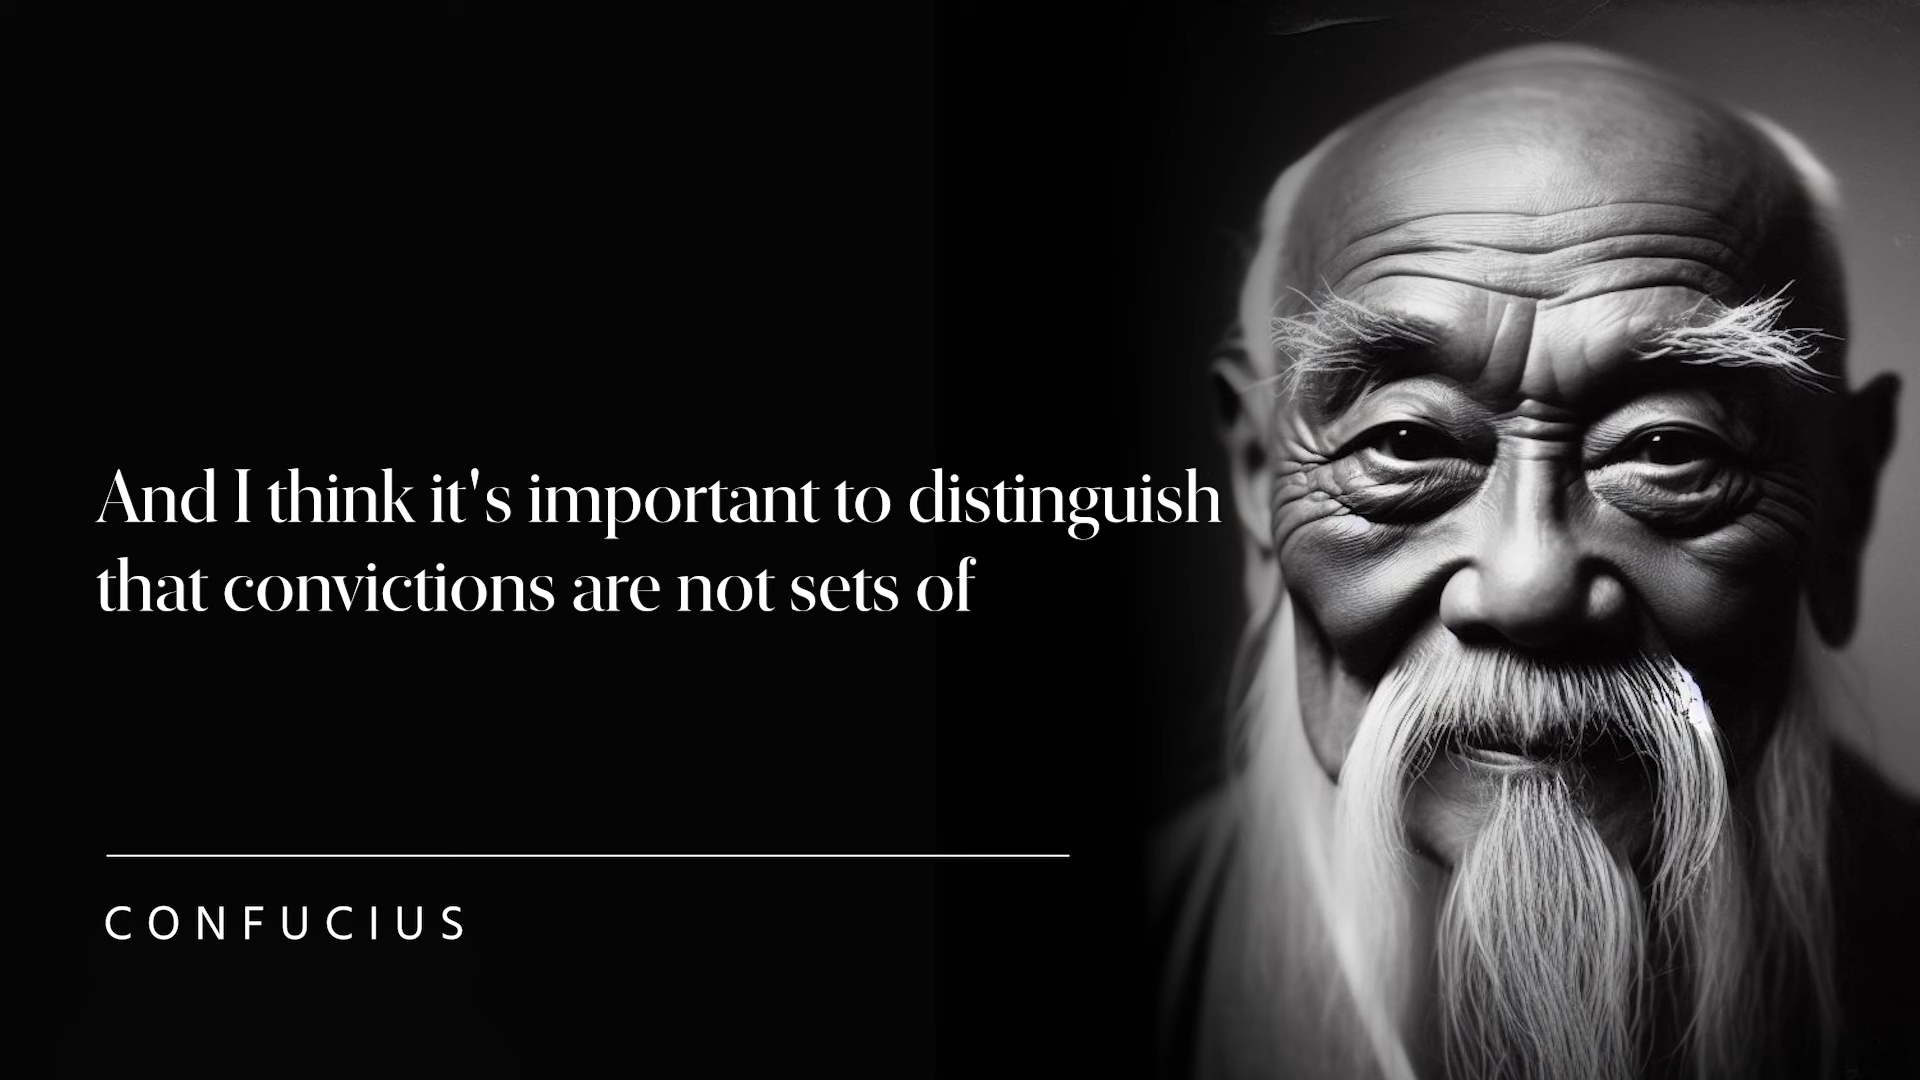 And I think it's important to distinguish
that convictions are not sets of
CONFUCIUS